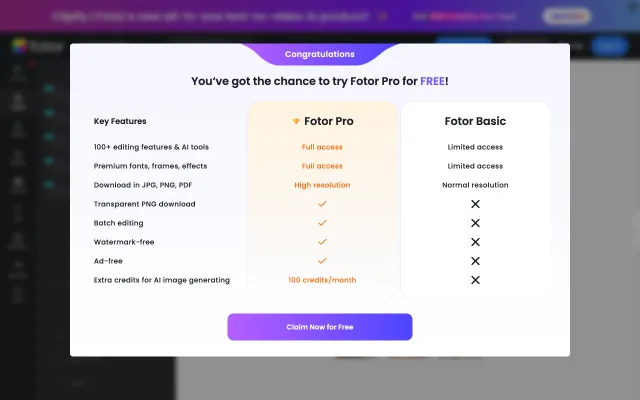 Congratulations
You've got the chance to try Fotor Pro for FREE!
Key Features
Fotor Pro
Fotor Basic
100+ editing features & AI tools
Full access
Limited access
Premium fonts, frames, effects
Full access
Limited access
Download in JPG, PNG, PDF
High resolution
Normal resolution
Transparent PNG download
Batch editing
Watermark-free
Ad-free
Extra credits for AI image generating
100 credits/month
Claim Now for Free